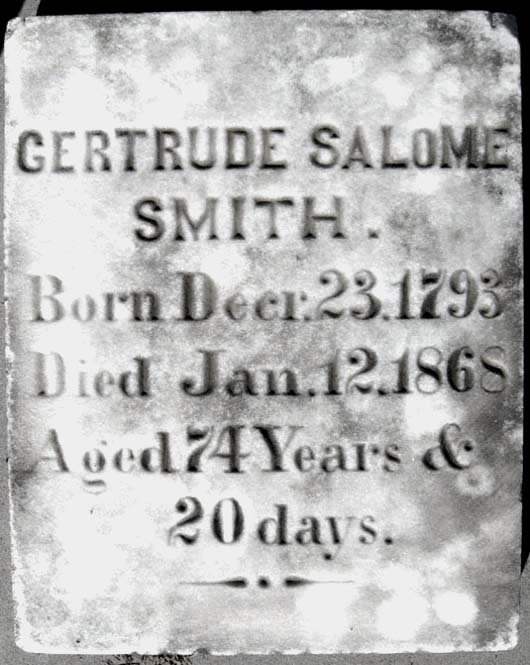 GERTRUDE SALOME
SMITH.
Born Decr. 23. 1793
Died Jan. 12. 1868
Aged 74 Years &
20 days.